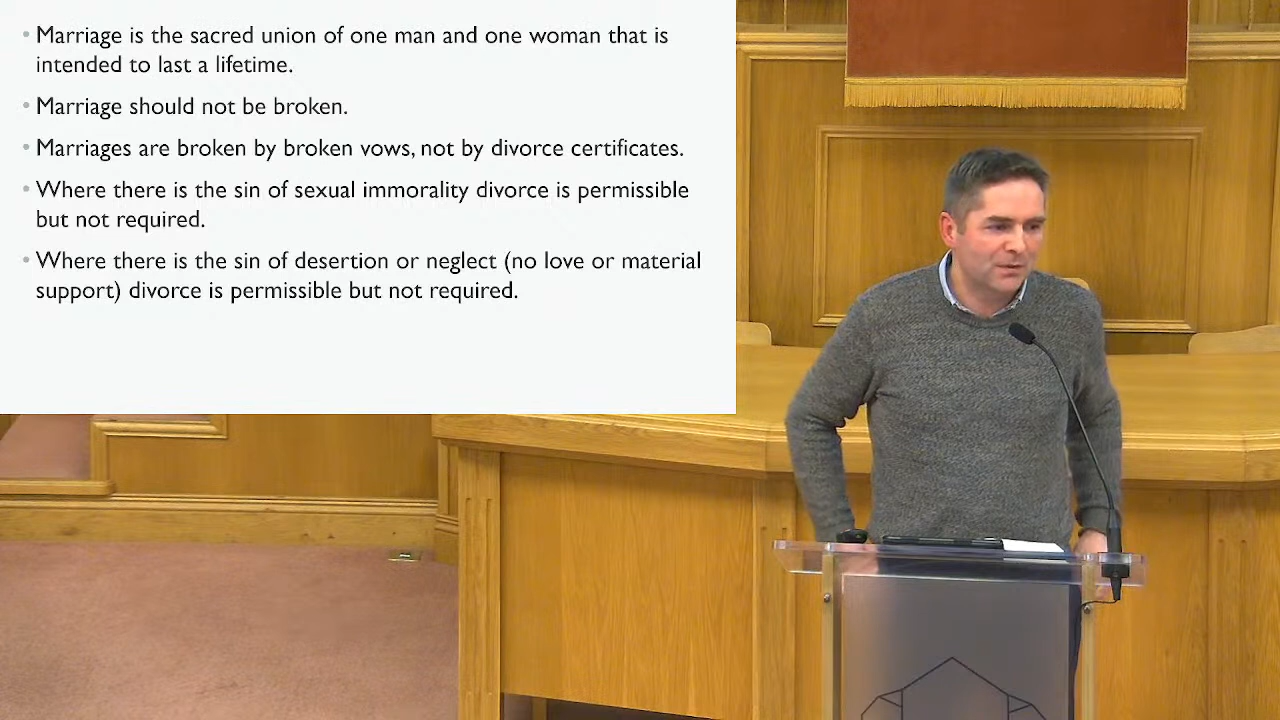 • Marriage is the sacred union of one man and one woman that is
intended to last a lifetime.
• Marriage should not be broken.
• Marriages are broken by broken vows, not by divorce certificates.
• Where there is the sin of sexual immorality divorce is permissible
but not required.
• Where there is the sin of desertion or neglect (no love or material
support) divorce is permissible but not required.